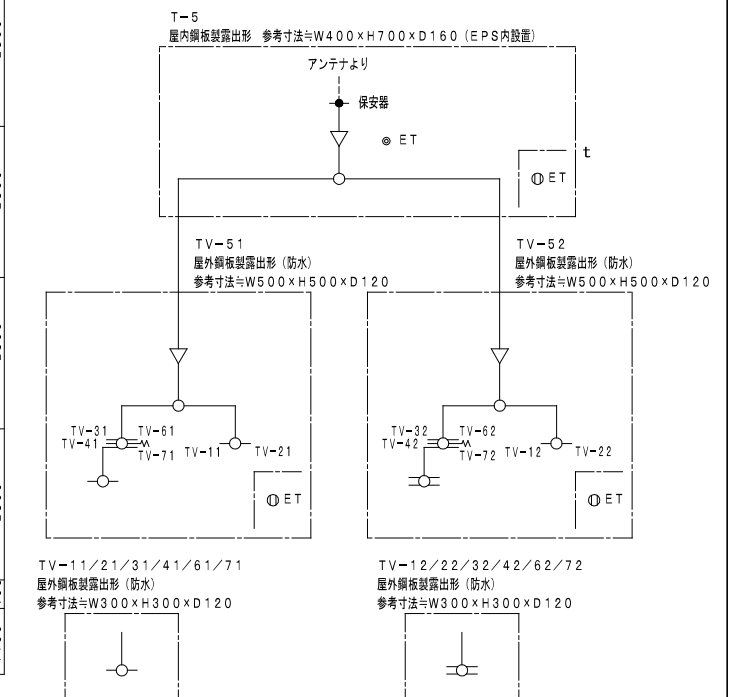 T-5
屋内鋼板製露出形 参考寸法≒W400×H700×D160(EPS内設置)
アンテナより
保安器
ET
t
ET
TV-51
屋外鋼板製露出形(防水)
参考寸法≒W500×H500×D120
TV-52
屋外鋼板製露出形(防水)
参考寸法≒W500×H500×D120
TV-31
TV-41
TV-61
TV-71
TV-11
TV-21
ET
TV-32
TV-42
TV-62
TV-72
TV-12
TV-22
ET
TV-11/21/31/41/61/71
屋外鋼板製露出形(防水)
参考寸法≒W300×H300×D120
TV-12/22/32/42/62/72
屋外鋼板製露出形(防水)
参考寸法≒W300×H300×D120